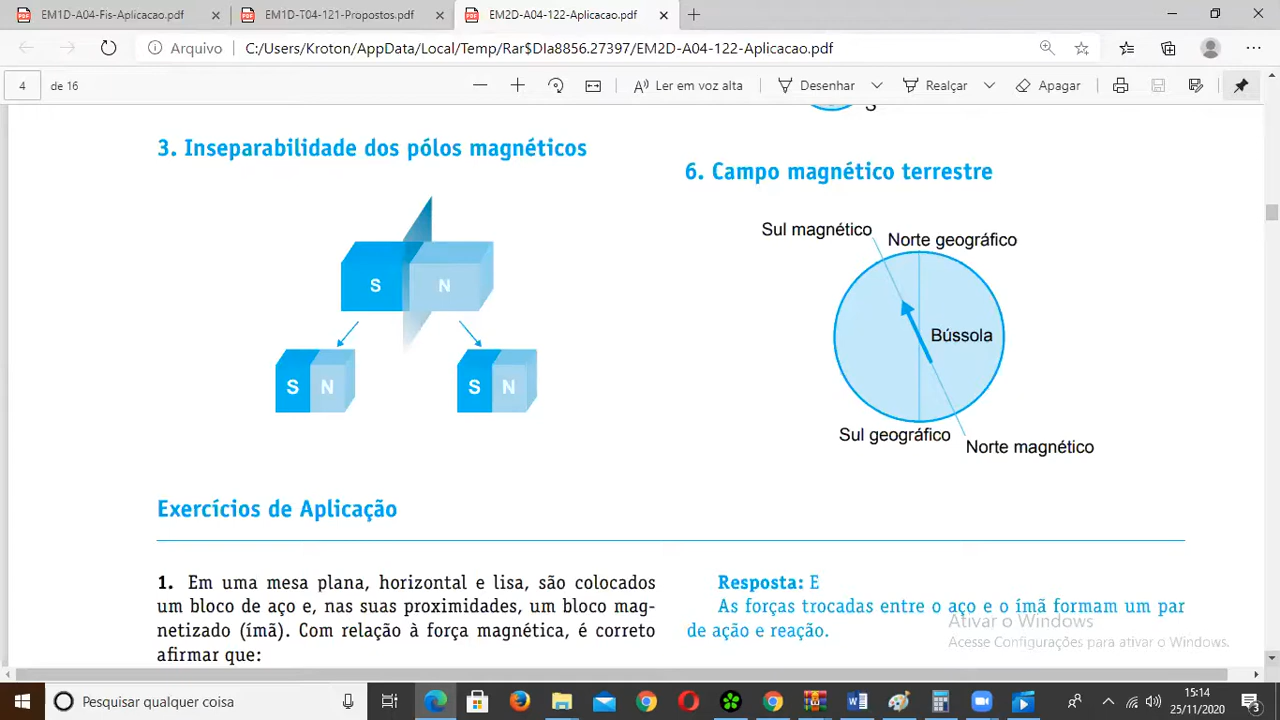 EM1D-A04-Fis-Aplicacao.pdf
EM1D-T04-121-Propostos.pdf
EM2D-A04-122-Aplicacao.pdf
Arquivo
C:/Users/Kroton/AppData/Local/Temp/Rar$DIa8856.27397/EM2D-A04-122-Aplicacao.pdf
4 de 16
Ler em voz alta
Desenhar
Realçar
Apagar
S
3. Inseparabilidade dos pólos magnéticos
S N
S N
S N
6. Campo magnético terrestre
Sul magnético
Norte geográfico
Bússola
Sul geográfico
Norte magnético
Exercícios de Aplicação
1. Em uma mesa plana, horizontal e lisa, são colocados
um bloco de aço e, nas suas proximidades, um bloco mag-
netizado (ímã). Com relação à força magnética, é correto
afirmar que:
Resposta: E
As forças trocadas entre o aço e o ímã formam um par
de ação e reação.
Ativar o Windows
Acesse Configurações para ativar o Windows.
Pesquisar qualquer coisa
15:14
25/11/2020
3